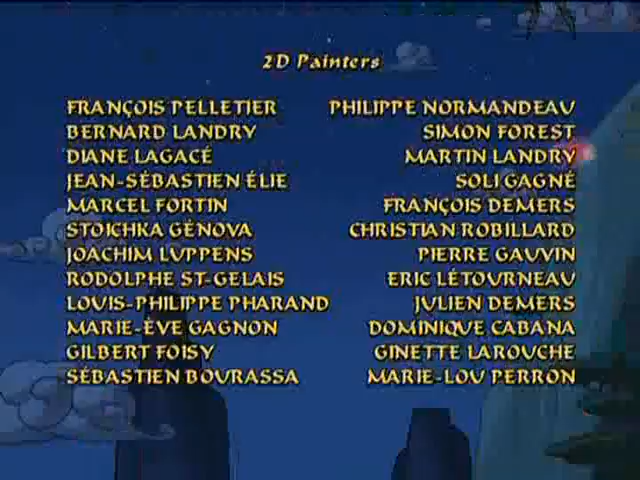 2D Painters
FRANÇOIS PELLETIER PHILIPPE NORMANDEAU
BERNARD LANDRY SIMON FOREST
DIANE LAGACÉ MARTIN LANDRY
JEAN-SÉBASTIEN ÉLIE SOLI GAGNÉ
MARCEL FORTIN FRANÇOIS DEMERS
STOICHKA GÉNOVA CHRISTIAN ROBILLARD
JOACHIM LUPPENS PIERRE GAUVIN
RODOLPHE ST-GELAIS ERIC LÉTOURNEAU
LOUIS-PHILIPPE PHARAND JULIEN DEMERS
MARIE-ÈVE GAGNON DOMINIQUE CABANA
GILBERT FOISY GINETTE LAROUCHE
SÉBASTIEN BOURASSA MARIE-LOU PERRON